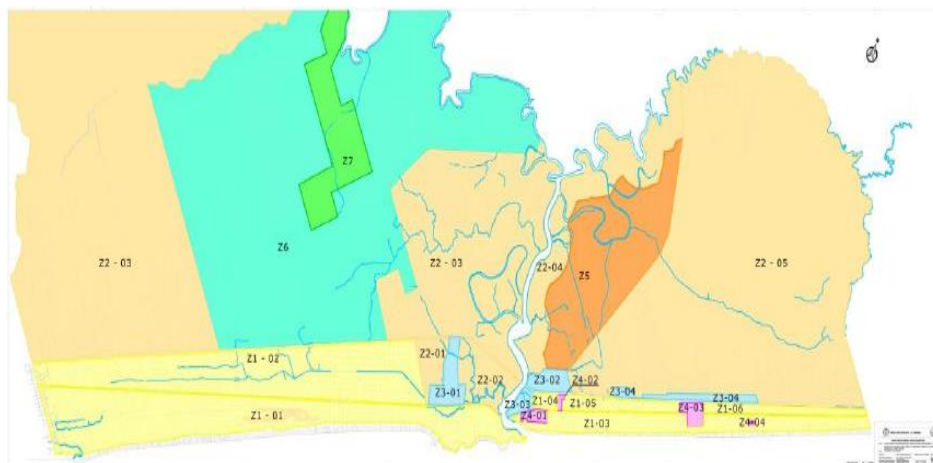 Z7
Z6
Z2 - 03
Z2 - 03
Z2-04
Z5
Z2 - 05
Z1 - 02
Z2-01
Z2-02
Z3-01
Z3-02
Z4-02
Z3-04
Z3-04
Z3-03
Z1-04
Z1-05
Z4-03
Z1-06
Z1 - 01
Z4-01
Z1-03
Z4-04